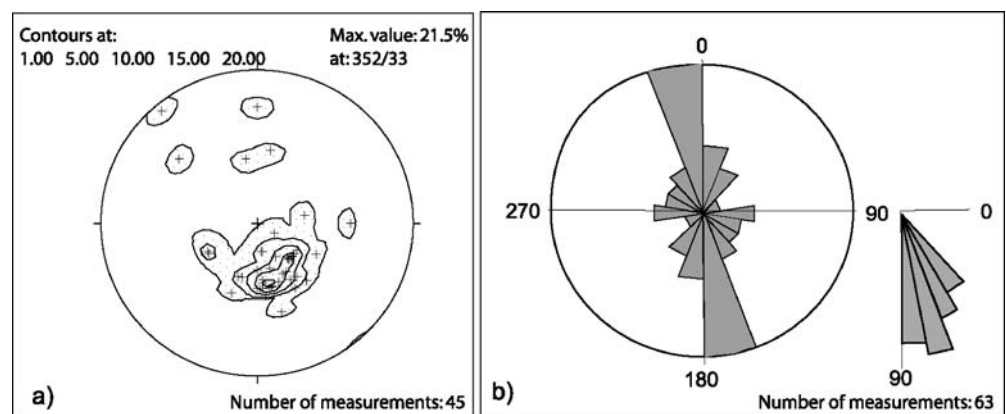 Contours at:
1.00 5.00 10.00 15.00 20.00
Max. value: 21.5%
at: 352/33
a)
Number of measurements: 45
0
270
90
180
0
90
b)
Number of measurements: 63